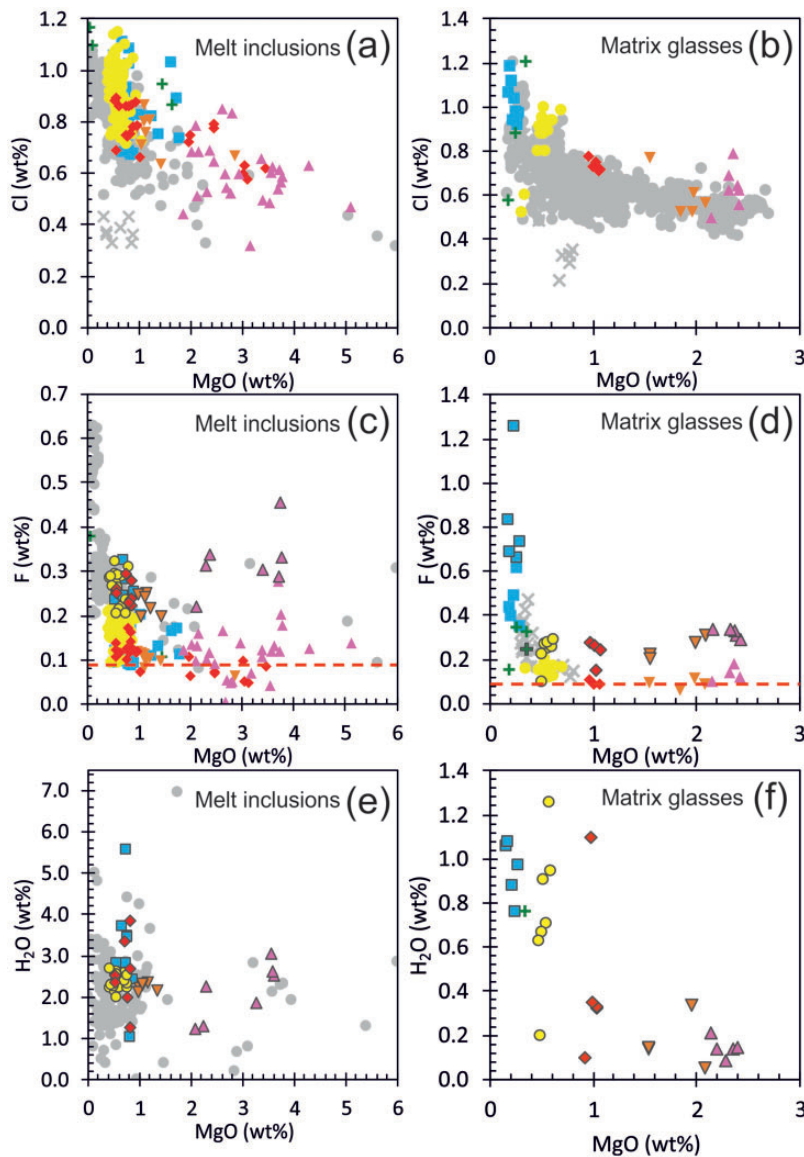 Melt inclusions (a)
Matrix glasses (b)
1.2
1.0
0.8
0.6
0.4
0.2
0.0
Cl (wt%)
0 1 2 3 4 5 6
MgO (wt%)
1.4
1.2
1.0
0.8
0.6
0.4
0.2
0.0
Cl (wt%)
0 1 2 3
MgO (wt%)
Melt inclusions (c)
Matrix glasses (d)
0.7
0.6
0.5
0.4
0.3
0.2
0.1
0.0
F (wt%)
0 1 2 3 4 5 6
MgO (wt%)
1.4
1.2
1.0
0.8
0.6
0.4
0.2
0.0
F (wt%)
0 1 2 3
MgO (wt%)
Melt inclusions (e)
Matrix glasses (f)
7.0
6.0
5.0
4.0
3.0
2.0
1.0
0.0
H₂O (wt%)
0 1 2 3 4 5 6
MgO (wt%)
1.4
1.2
1.0
0.8
0.6
0.4
0.2
0.0
H₂O (wt%)
0 1 2 3
MgO (wt%)